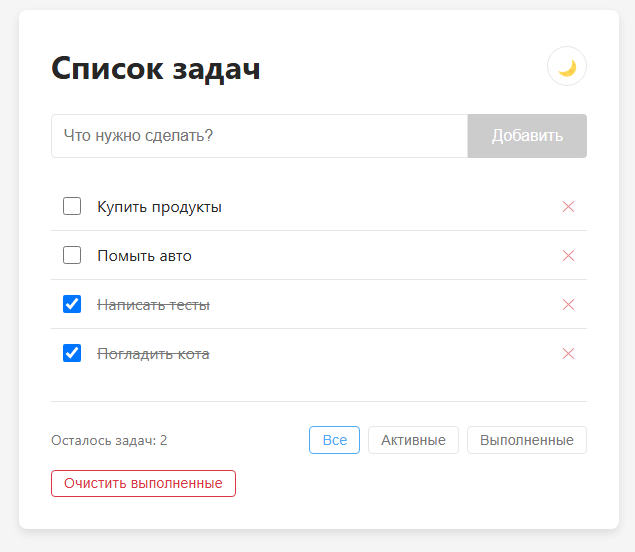 Список задач
Что нужно сделать? Добавить
Купить продукты
Помыть авто
Написать тесты
Погладить кота
Осталось задач: 2 Все Активные Выполненные
Очистить выполненные